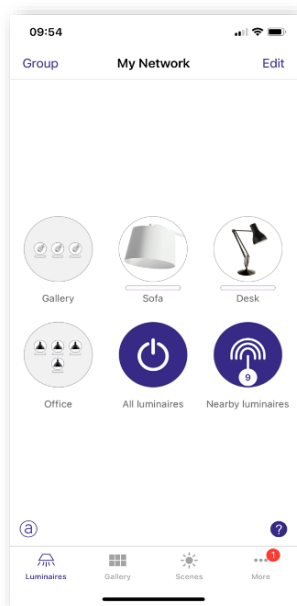 09:54
Group My Network Edit
Gallery Sofa Desk
9
Office All luminaires Nearby luminaires
a ?
1
Luminaires Gallery Scenes More